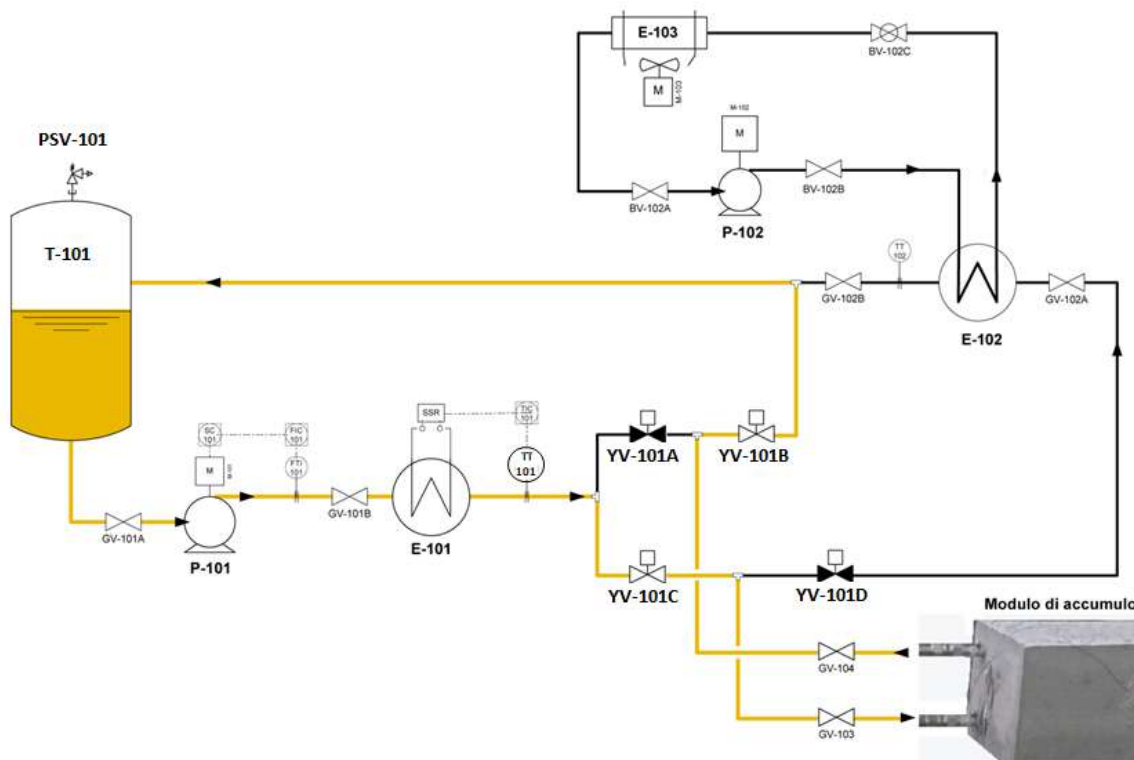 E-103
M
M-103
BV-102C
M-102
M
BV-102A
BV-102B
P-102
PSV-101
T-101
TT
102
GV-102B
GV-102A
E-102
SC
101
FIC
101
SSR
TIC
101
M
M-101
FTI
101
TT
101
GV-101A
GV-101B
P-101
E-101
YV-101A
YV-101B
YV-101C
YV-101D
Modulo di accumulo
GV-104
GV-103